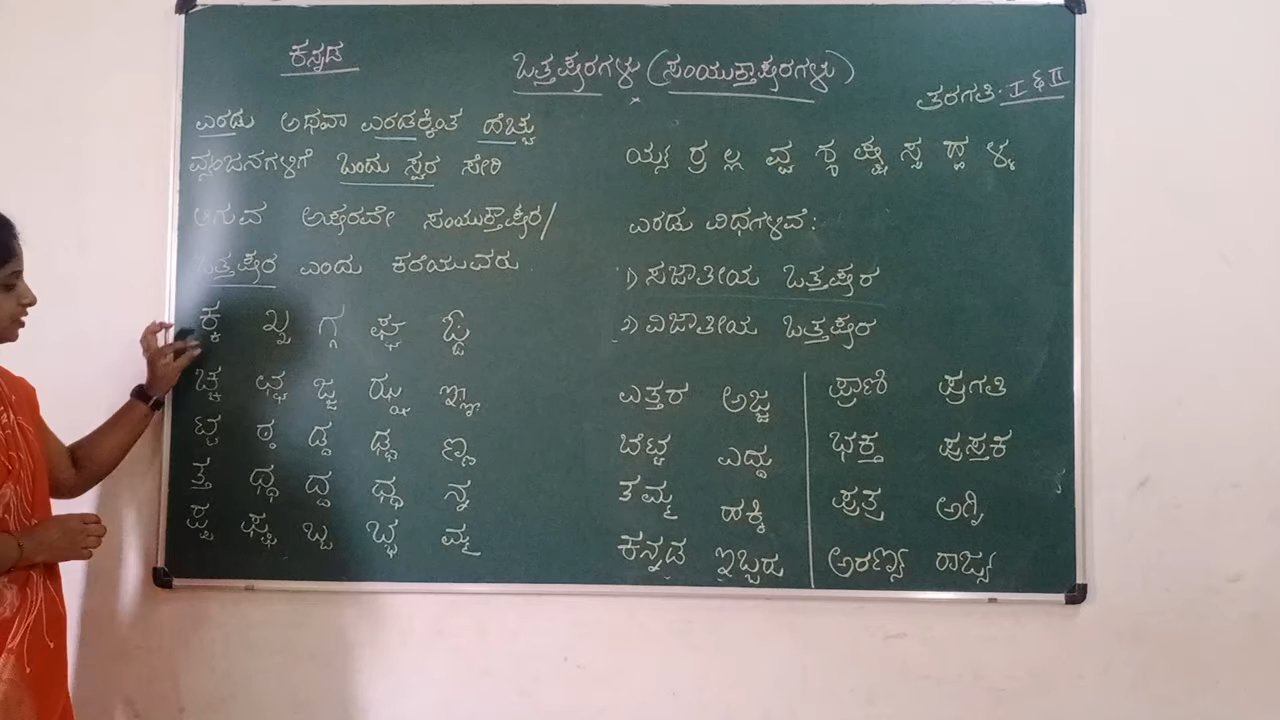 ಕನ್ನಡ
ಒತ್ತಕ್ಷರಗಳು (ಸಂಯುಕ್ತಾಕ್ಷರಗಳು)
ತರಗತಿ: I & II
ಎರಡು ಅಥವಾ ಎರಡಕ್ಕಿಂತ ಹೆಚ್ಚು
ವ್ಯಂಜನಗಳಿಗೆ ಒಂದು ಸ್ವರ ಸೇರಿ
ಆಗುವ ಅಕ್ಷರವೇ ಸಂಯುಕ್ತಾಕ್ಷರ/
ಒತ್ತಕ್ಷರ ಎಂದು ಕರೆಯುವರು.
ಕ್ಕ ಖ್ಖ ಗ್ಗ ಘ್ಘ ಙ್ಙ
ಚ್ಚ ಛ್ಛ ಜ್ಜ ಝ್ಝ ಞ್ಞ
ಟ್ಟ ಠ್ಠ ಡ್ಡ ಢ್ಢ ಣ್ಣ
ತ್ತ ಥ್ಥ ದ್ದ ಧ್ಧ ನ್ನ
ಪ್ಪ ಫ್ಫ ಬ್ಬ ಭ್ಭ ಮ್ಮ
ಯ್ಯ ರ್ರ ಲ್ಲ ವ್ವ ಶ್ಶ ಷ್ಷ ಸ್ಸ ಹ್ಹ ಳ್ಳ
ಎರಡು ವಿಧಗಳಿವೆ:
1) ಸಜಾತೀಯ ಒತ್ತಕ್ಷರ
2) ವಿಜಾತೀಯ ಒತ್ತಕ್ಷರ
ಎತ್ತರ ಅಜ್ಜ
ಬೆಟ್ಟ ಎದ್ದು
ತಮ್ಮ ಹಕ್ಕಿ
ಕನ್ನಡ ಇಬ್ಬರು
ಪ್ರಾಣಿ ಪ್ರಗತಿ
ಭಕ್ತ ಪುಸ್ತಕ
ಪುತ್ರ ಅಗ್ನಿ
ಅರಣ್ಯ ರಾಜ್ಯ